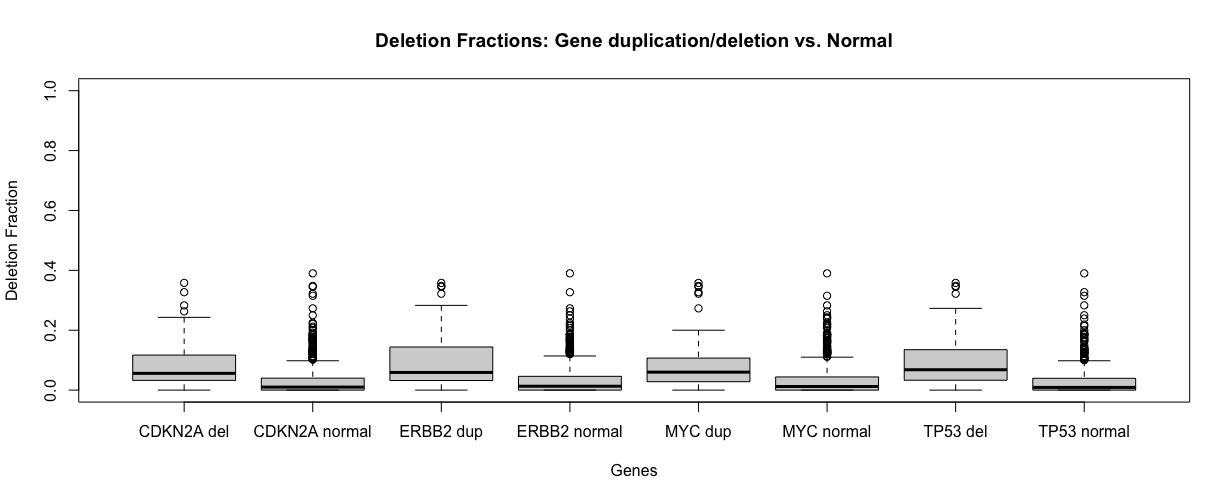 Deletion Fractions: Gene duplication/deletion vs. Normal
Deletion Fraction
1.0
0.8
0.6
0.4
0.2
0.0
CDKN2A del CDKN2A normal ERBB2 dup ERBB2 normal MYC dup MYC normal TP53 del TP53 normal
Genes